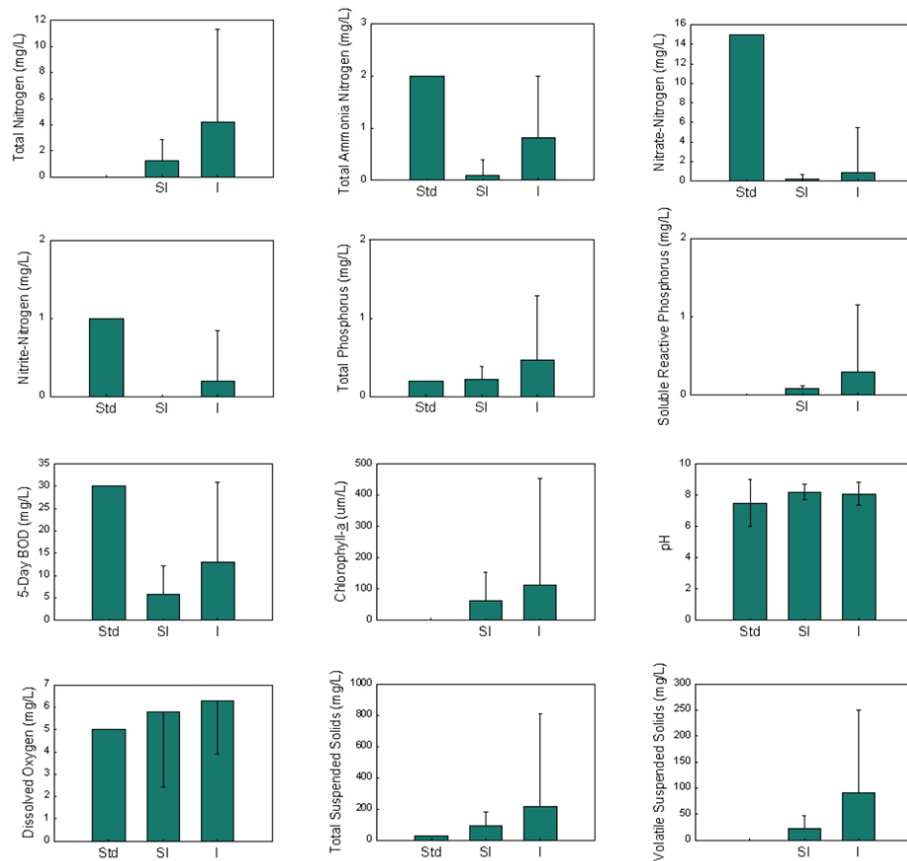 Total Nitrogen (mg/L)
12
10
8
6
4
2
0
SI I
Total Ammonia Nitrogen (mg/L)
3
2
1
0
Std SI I
Nitrate-Nitrogen (mg/L)
16
14
12
10
8
6
4
2
0
Std SI I
Nitrite-Nitrogen (mg/L)
2
1
0
Std SI I
Total Phosphorus (mg/L)
2
1
0
Std SI I
Soluble Reactive Phosphorus (mg/L)
2
1
0
SI I
5-Day BOD (mg/L)
35
30
25
20
15
10
5
0
Std SI I
Chlorophyll-a (um/L)
500
400
300
200
100
0
SI I
pH
10
8
6
4
2
0
Std SI I
Dissolved Oxygen (mg/L)
7
6
5
4
3
2
1
0
Std SI I
Total Suspended Solids (mg/L)
1000
800
600
400
200
0
Std SI I
Volatile Suspended Solids (mg/L)
300
250
200
150
100
50
0
SI I